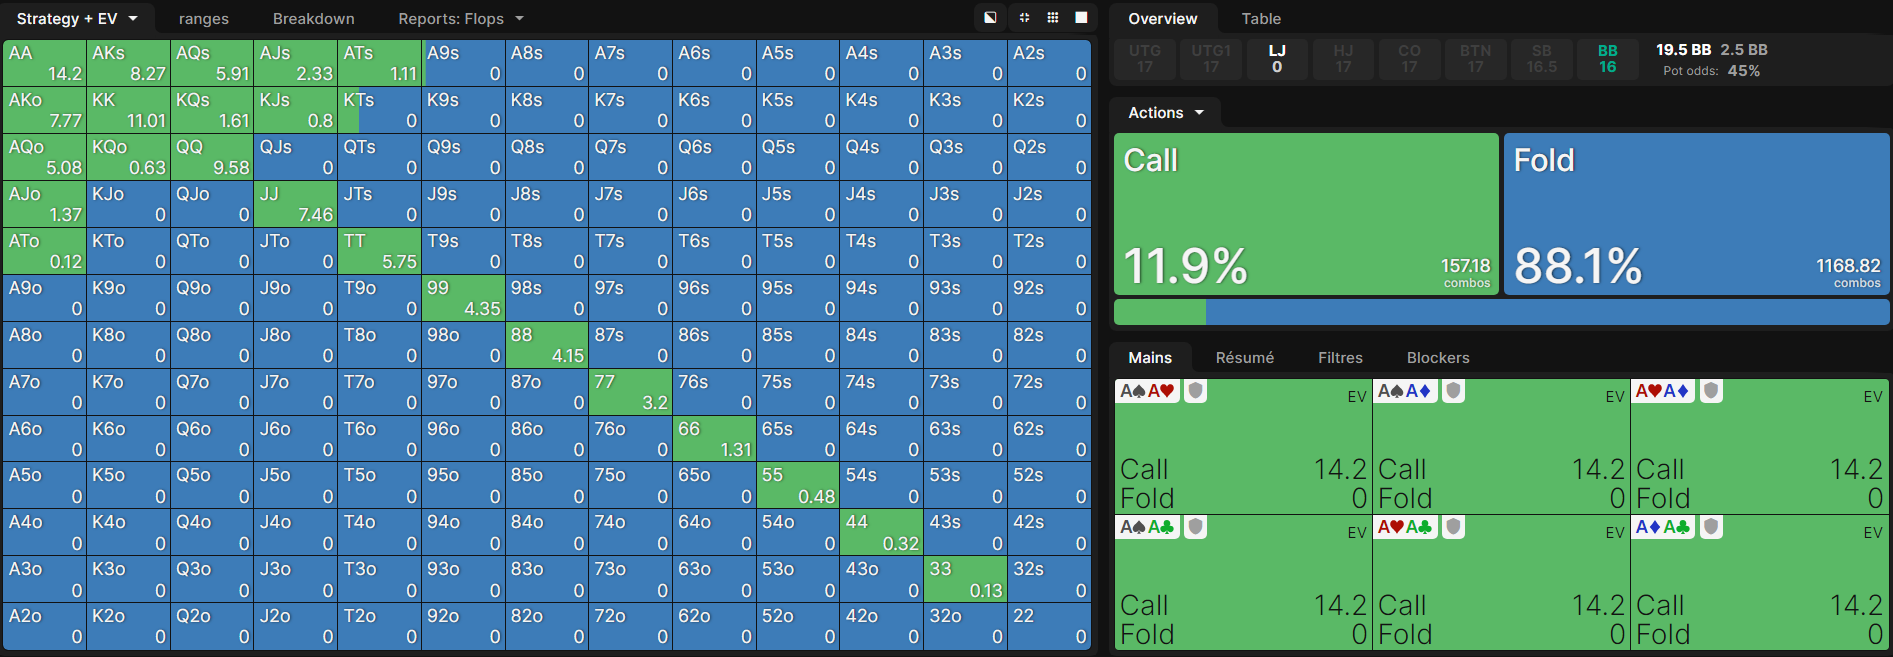 Strategy + EV ranges Breakdown Reports: Flops
AA AKs AQs AJs ATs A9s A8s A7s A6s A5s A4s A3s A2s
14.2 8.27 5.91 2.33 1.11 0 0 0 0 0 0 0 0
AKo KK KQs KJs KTs K9s K8s K7s K6s K5s K4s K3s K2s
7.77 11.01 1.61 0.8 0 0 0 0 0 0 0 0 0
AQo KQo QQ QJs QTs Q9s Q8s Q7s Q6s Q5s Q4s Q3s Q2s
5.08 0.63 9.58 0 0 0 0 0 0 0 0 0 0
AJo KJo QJo JJ JTs J9s J8s J7s J6s J5s J4s J3s J2s
1.37 0 0 7.46 0 0 0 0 0 0 0 0 0
ATo KTo QTo JTo TT T9s T8s T7s T6s T5s T4s T3s T2s
0.12 0 0 0 5.75 0 0 0 0 0 0 0 0
A9o K9o Q9o J9o T9o 99 98s 97s 96s 95s 94s 93s 92s
0 0 0 0 0 4.35 0 0 0 0 0 0 0
A8o K8o Q8o J8o T8o 98o 88 87s 86s 85s 84s 83s 82s
0 0 0 0 0 0 4.15 0 0 0 0 0 0
A7o K7o Q7o J7o T7o 97o 87o 77 76s 75s 74s 73s 72s
0 0 0 0 0 0 0 3.2 0 0 0 0 0
A6o K6o Q6o J6o T6o 96o 86o 76o 66 65s 64s 63s 62s
0 0 0 0 0 0 0 0 1.31 0 0 0 0
A5o K5o Q5o J5o T5o 95o 85o 75o 65o 55 54s 53s 52s
0 0 0 0 0 0 0 0 0 0.48 0 0 0
A4o K4o Q4o J4o T4o 94o 84o 74o 64o 54o 44 43s 42s
0 0 0 0 0 0 0 0 0 0 0.32 0 0
A3o K3o Q3o J3o T3o 93o 83o 73o 63o 53o 43o 33 32s
0 0 0 0 0 0 0 0 0 0 0 0.13 0
A2o K2o Q2o J2o T2o 92o 82o 72o 62o 52o 42o 32o 22
0 0 0 0 0 0 0 0 0 0 0 0 0
Overview Table
UTG UTG1 LJ HJ CO BTN SB BB 19.5 BB 2.5 BB
17 17 0 17 17 17 16.5 16 Pot odds: 45%
Actions
Call Fold
11.9% 157.18 88.1% 1168.82
combos combos
Mains Résumé Filtres Blockers
A♠A♥ EV A♠A♦ EV A♥A♦ EV
Call 14.2 Call 14.2 Call 14.2
Fold 0 Fold 0 Fold 0
A♠A♣ EV A♥A♣ EV A♦A♣ EV
Call 14.2 Call 14.2 Call 14.2
Fold 0 Fold 0 Fold 0